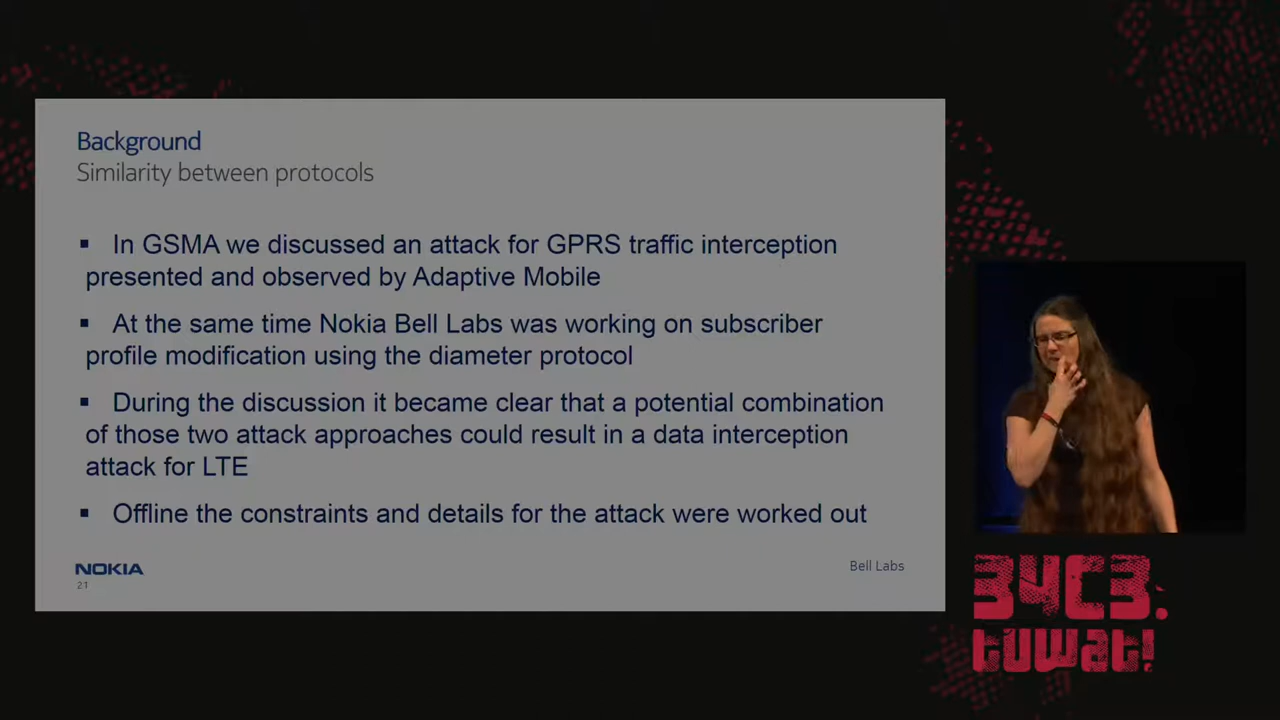 Background
Similarity between protocols
▪ In GSMA we discussed an attack for GPRS traffic interception
presented and observed by Adaptive Mobile
▪ At the same time Nokia Bell Labs was working on subscriber
profile modification using the diameter protocol
▪ During the discussion it became clear that a potential combination
of those two attack approaches could result in a data interception
attack for LTE
▪ Offline the constraints and details for the attack were worked out
NOKIA
21
Bell Labs
34C3.
tuwat!